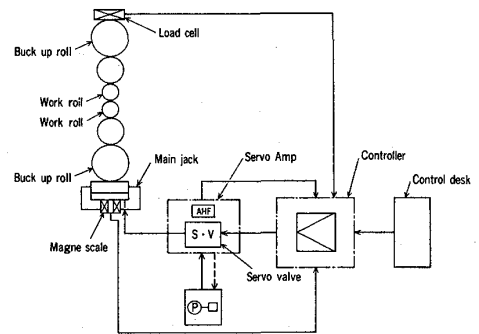 Load cell
Buck up roll
Work roil
Work roll
Buck up roll
Main jack
Servo Amp
Controller
Control desk
AHF
S・V
Magne scale
Servo valve
P